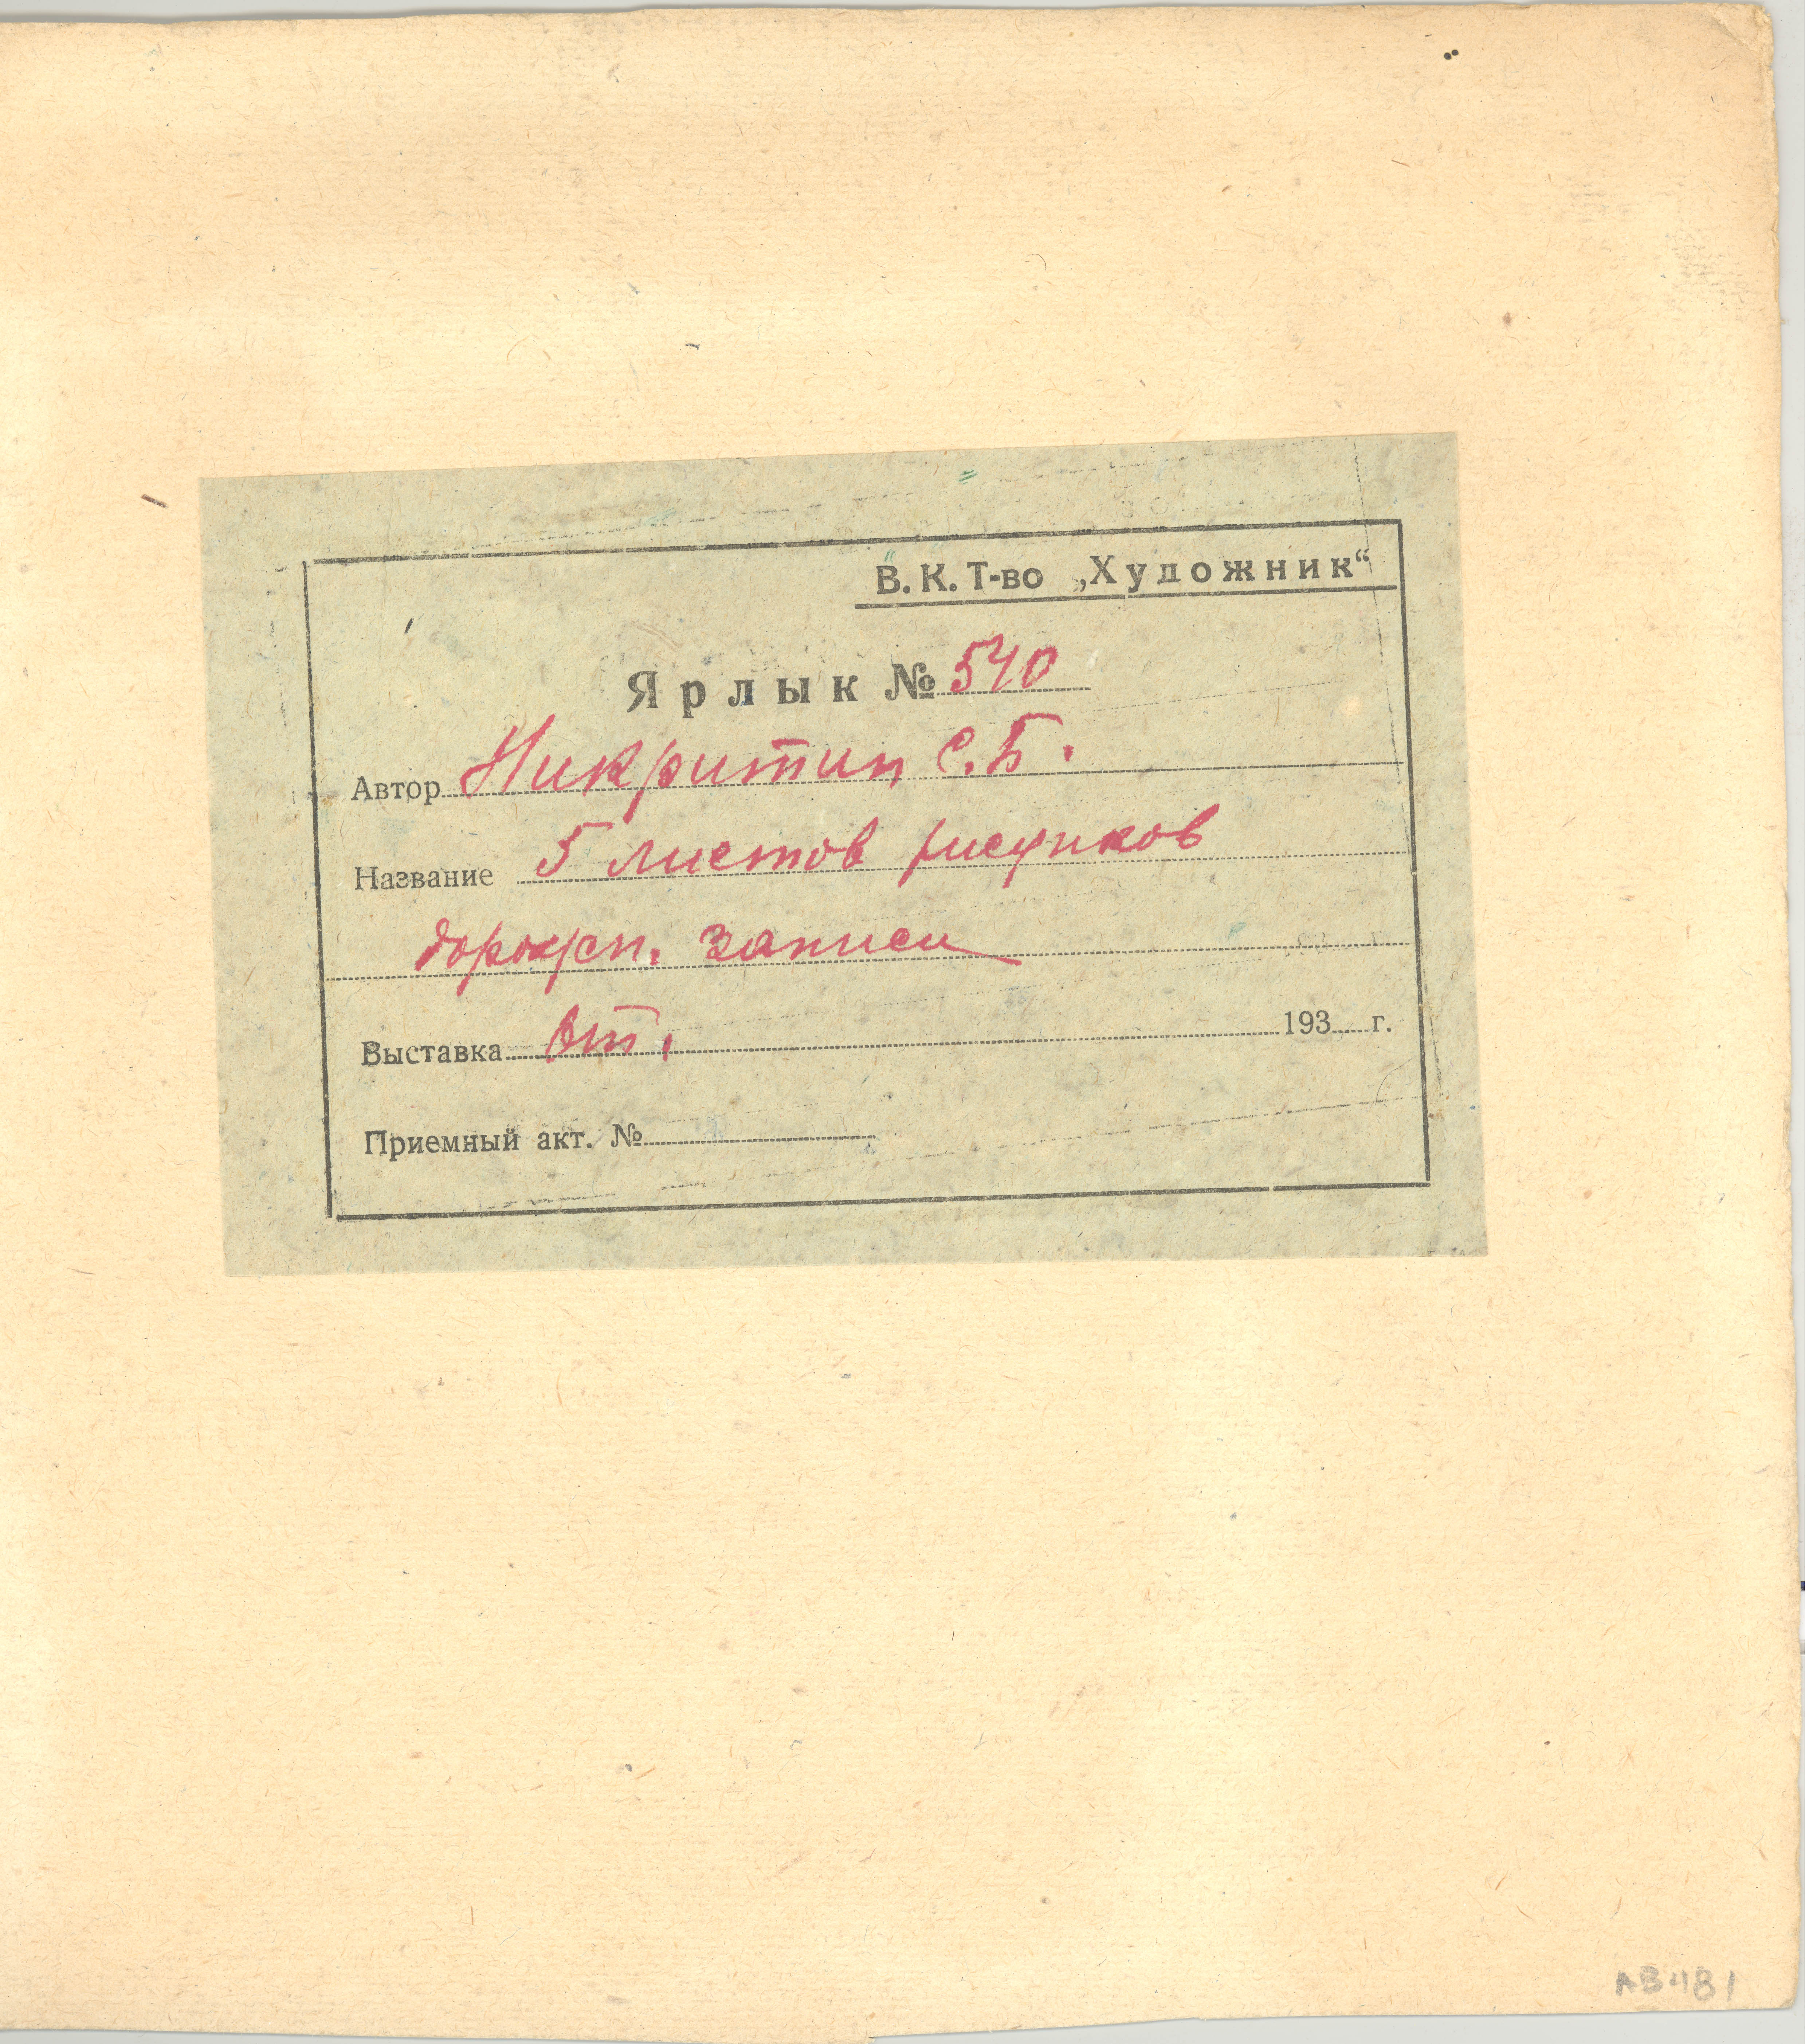 В. К. Т-во „Художник“
Ярлык № 540
Автор Никритин С. Б.
Название 5 листов рисунков
дорожн. записи
Выставка от.
193 г.
Приемный акт. №
АВ481